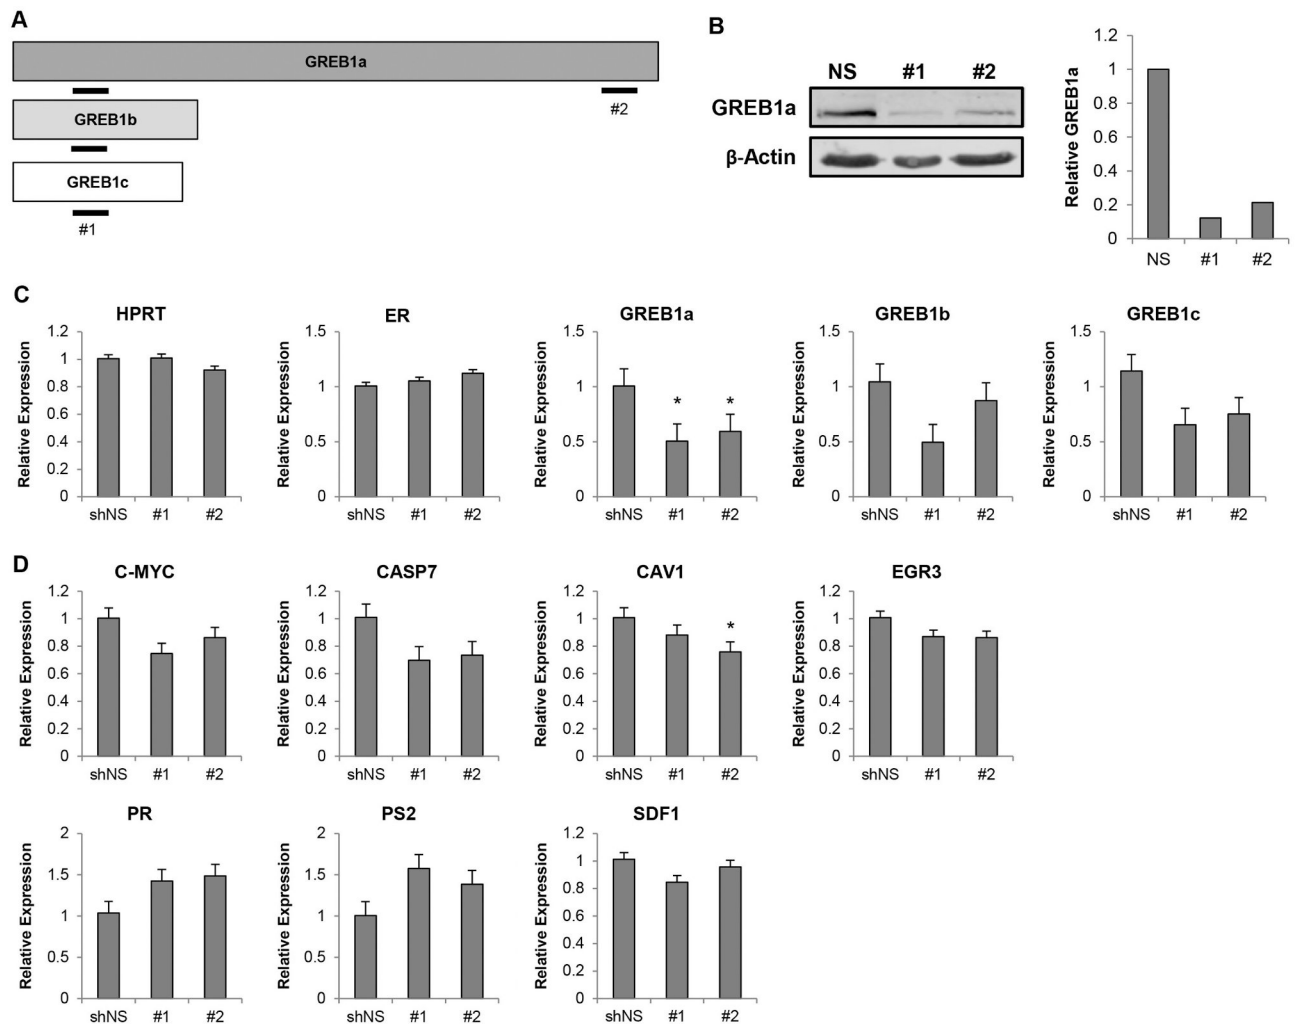 A
GREB1a
#2
GREB1b
GREB1c
#1
B
NS #1 #2
GREB1a
β-Actin
Relative GREB1a
1.2
1
0.8
0.6
0.4
0.2
0
NS #1 #2
C
HPRT
Relative Expression
1.2
1
0.8
0.6
0.4
0.2
0
shNS #1 #2
ER
Relative Expression
1.5
1
0.5
0
shNS #1 #2
GREB1a
Relative Expression
1.5
1
0.5
0
* *
shNS #1 #2
GREB1b
Relative Expression
1.5
1
0.5
0
shNS #1 #2
GREB1c
Relative Expression
1.5
1
0.5
0
shNS #1 #2
D
C-MYC
Relative Expression
1.2
1
0.8
0.6
0.4
0.2
0
shNS #1 #2
CASP7
Relative Expression
1.2
1
0.8
0.6
0.4
0.2
0
shNS #1 #2
CAV1
Relative Expression
1.2
1
0.8
0.6
0.4
0.2
0
*
shNS #1 #2
EGR3
Relative Expression
1.2
1
0.8
0.6
0.4
0.2
0
shNS #1 #2
PR
Relative Expression
2
1.5
1
0.5
0
shNS #1 #2
PS2
Relative Expression
2
1.5
1
0.5
0
shNS #1 #2
SDF1
Relative Expression
1.2
1
0.8
0.6
0.4
0.2
0
shNS #1 #2